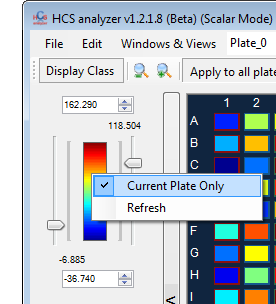 HCS analyzer v1.2.1.8 (Beta) (Scalar Mode)
File Edit Windows & Views Plate_0
Display Class Apply to all plate
162.290
118.504
-6.885
-36.740
Current Plate Only
Refresh
1 2
A
B
C
F
G
H
I